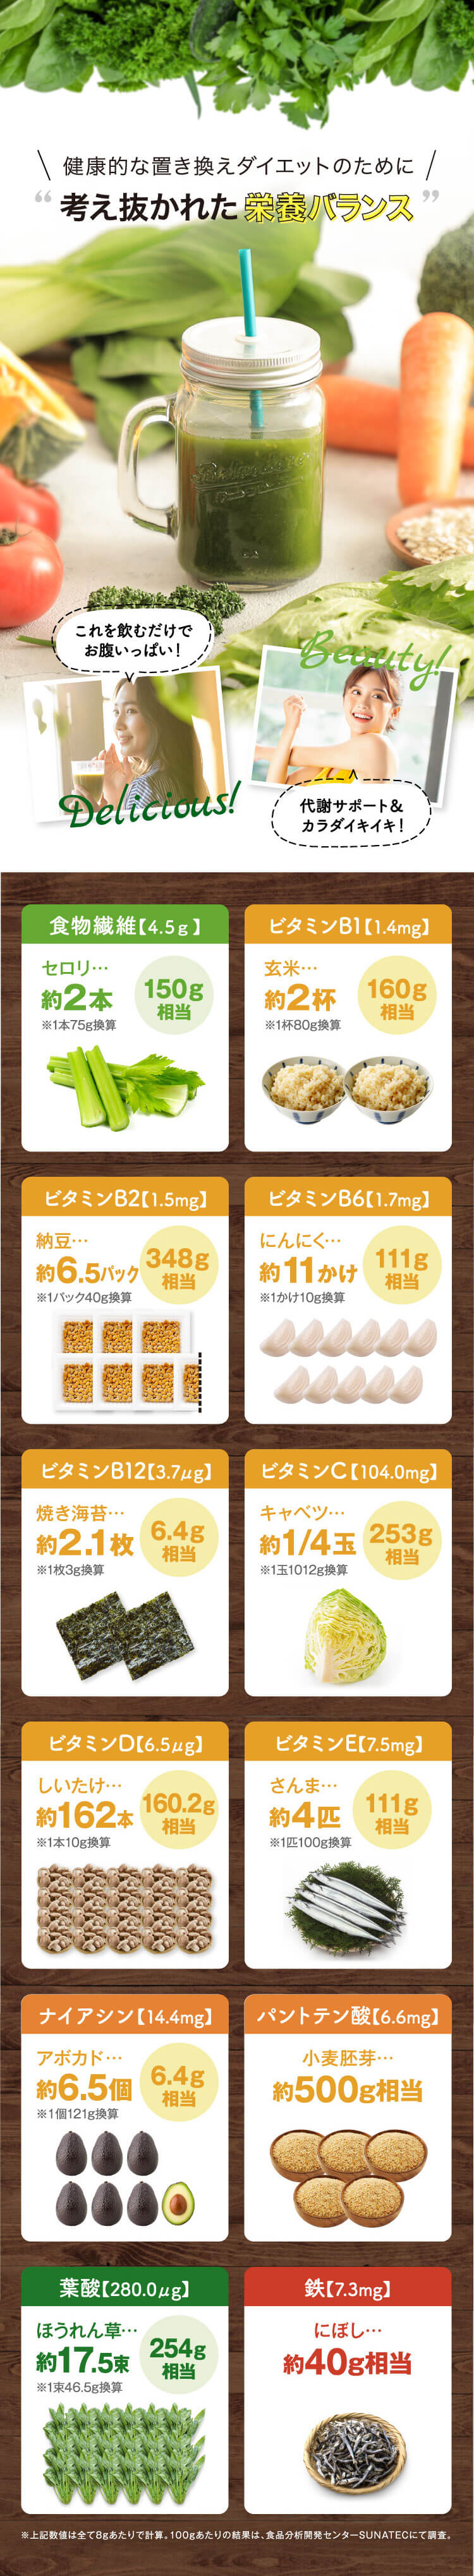 健康的な置き換えダイエットのために
“考え抜かれた栄養バランス”
これを飲むだけで
お腹いっぱい！
Beauty!
Delicious!
代謝サポート＆
カラダイキイキ！
食物繊維【4.5g】
セロリ…
約2本
150g
相当
※1本75g換算
ビタミンB1【1.4mg】
玄米…
約2杯
160g
相当
※1杯80g換算
ビタミンB2【1.5mg】
納豆…
約6.5パック
348g
相当
※1パック40g換算
ビタミンB6【1.7mg】
にんにく…
約11かけ
111g
相当
※1かけ10g換算
ビタミンB12【3.7μg】
焼き海苔…
約2.1枚
6.4g
相当
※1枚3g換算
ビタミンC【104.0mg】
キャベツ…
約1/4玉
253g
相当
※1玉1012g換算
ビタミンD【6.5μg】
しいたけ…
約162本
160.2g
相当
※1本10g換算
ビタミンE【7.5mg】
さんま…
約4匹
111g
相当
※1匹100g換算
ナイアシン【14.4mg】
アボカド…
約6.5個
6.4g
相当
※1個121g換算
パントテン酸【6.6mg】
小麦胚芽…
約500g相当
葉酸【280.0μg】
ほうれん草…
約17.5束
254g
相当
※1束46.5g換算
鉄【7.3mg】
にぼし…
約40g相当
※上記数値は全て8gあたりで計算。100gあたりの結果は、食品分析開発センターSUNATECにて調査。